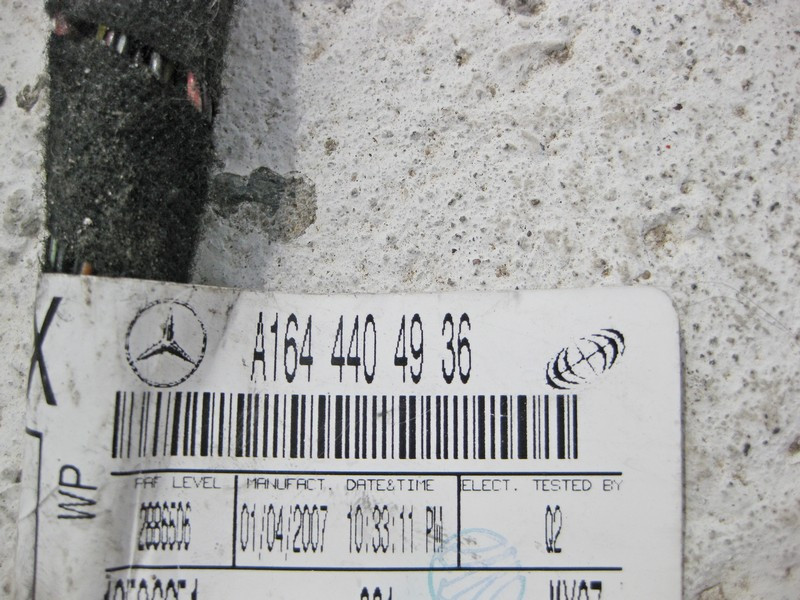 A164 440 49 36
X
WP
PAF LEVEL MANUFACT. DATE&TIME ELECT. TESTED BY
2886506 01/04/2007 10:33:11 PM Q2